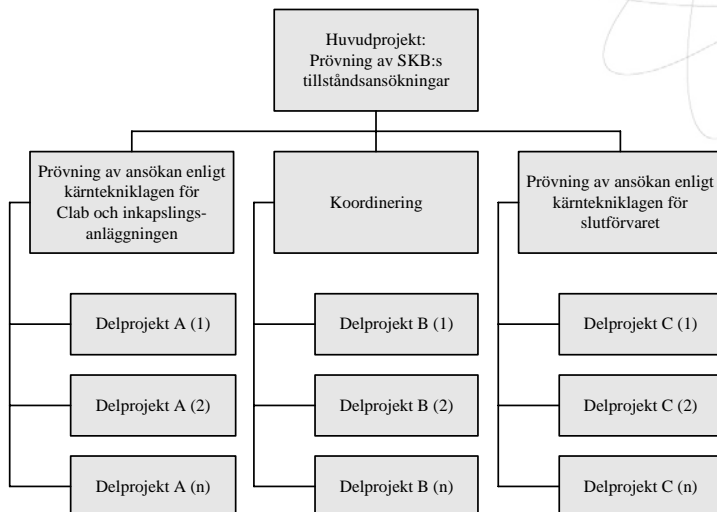 Huvudprojekt:
Prövning av SKB:s
tillståndsansökningar
Prövning av ansökan enligt
kärntekniklagen för
Clab och inkapslings-
anläggningen
Koordinering
Prövning av ansökan enligt
kärntekniklagen för
slutförvaret
Delprojekt A (1)
Delprojekt B (1)
Delprojekt C (1)
Delprojekt A (2)
Delprojekt B (2)
Delprojekt C (2)
Delprojekt A (n)
Delprojekt B (n)
Delprojekt C (n)